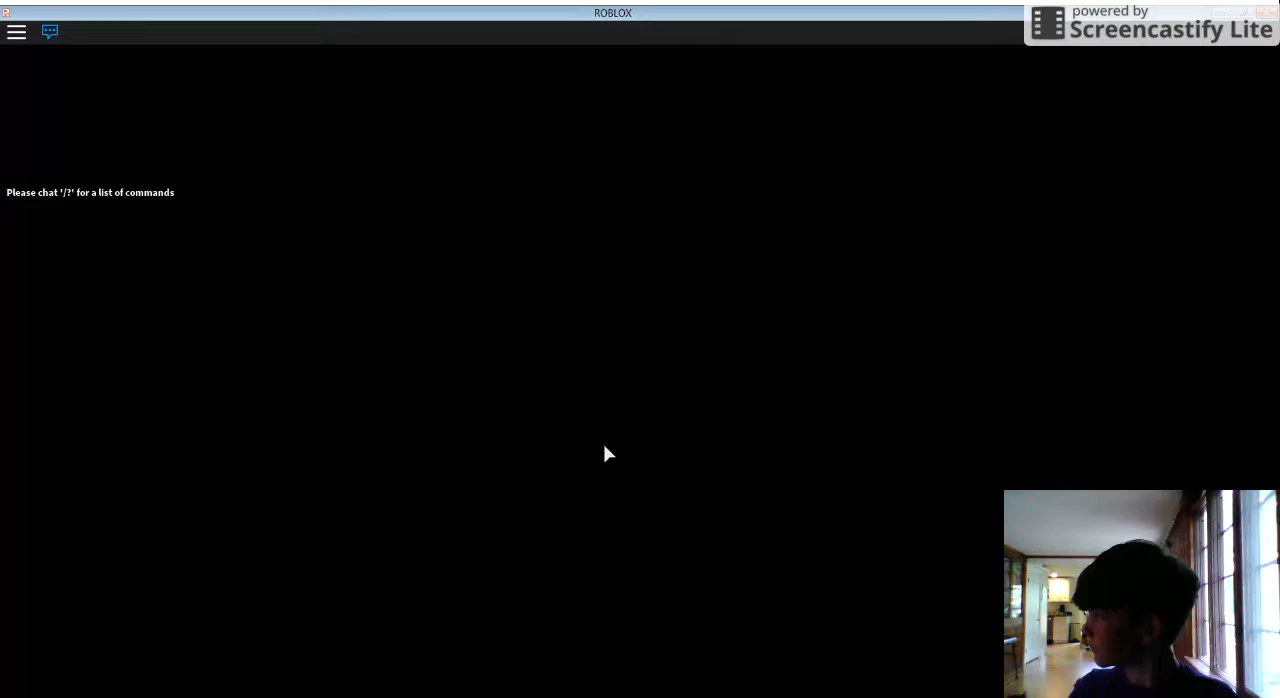 ROBLOX
powered by
Screencastify Lite
Please chat '/?' for a list of commands